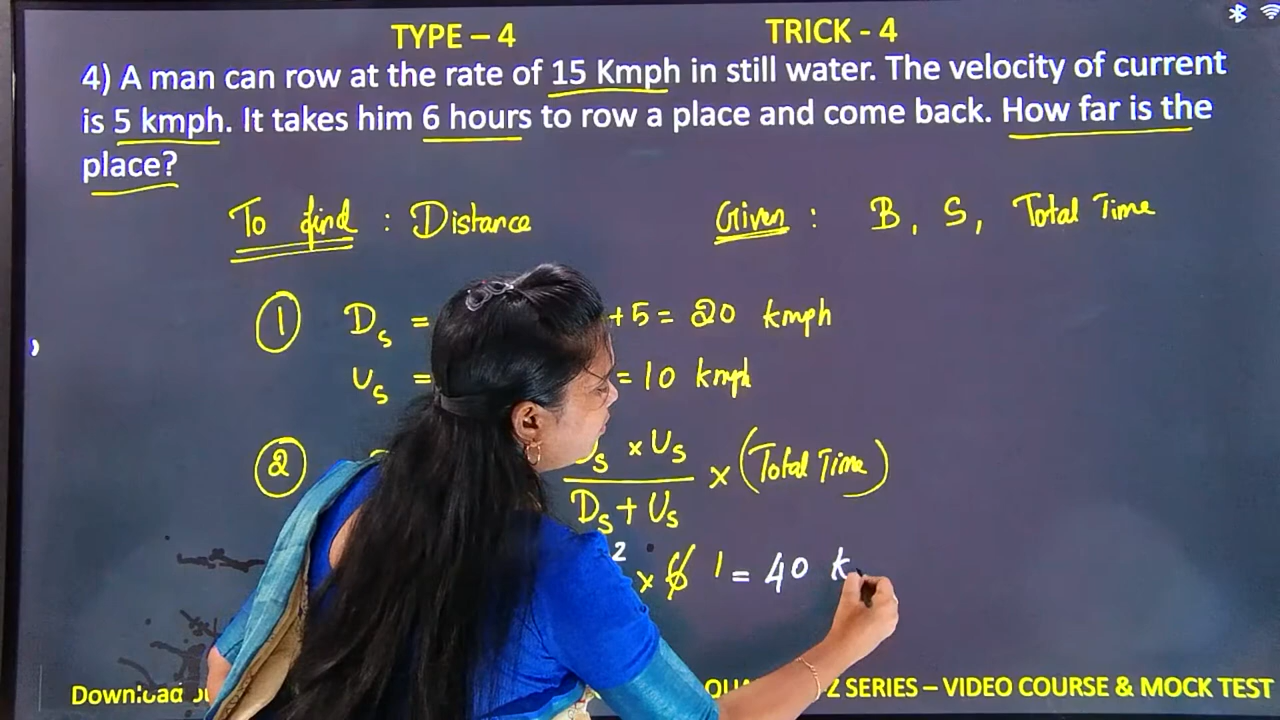 TYPE – 4 TRICK - 4
4) A man can row at the rate of 15 Kmph in still water. The velocity of current
is 5 kmph. It takes him 6 hours to row a place and come back. How far is the
place?
To find : Distance Given : B, S, Total Time
① Ds = +5 = 20 kmph
Us = = 10 kmph
② s × Us × (Total Time)
Ds + Us
2 × 6 1 = 40 k
Download SERIES – VIDEO COURSE & MOCK TEST